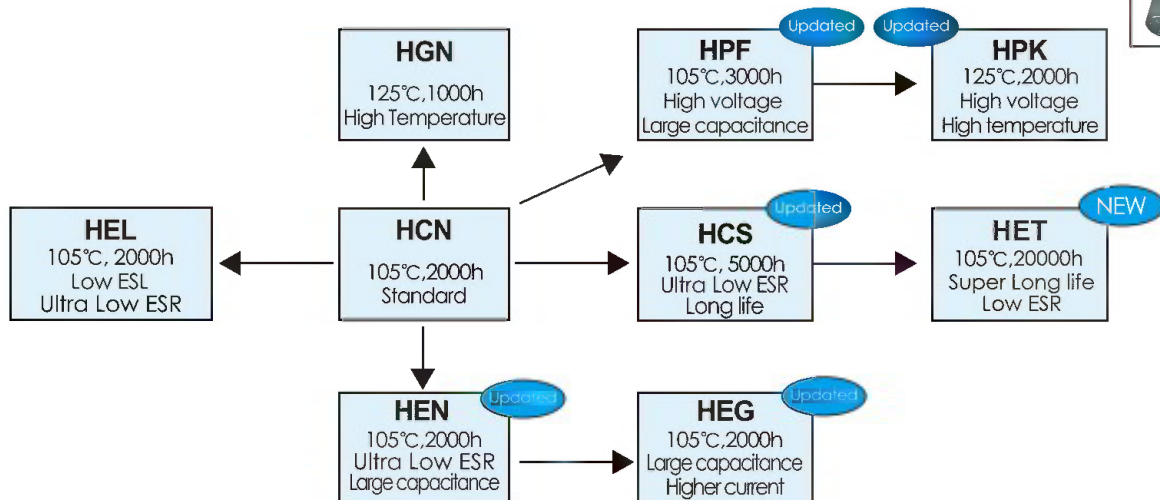 HGN
125℃,1000h
High Temperature
Updated
HPF
105℃,3000h
High voltage
Large capacitance
Updated
HPK
125℃,2000h
High voltage
High temperature
HEL
105℃, 2000h
Low ESL
Ultra Low ESR
HCN
105℃,2000h
Standard
Updated
HCS
105℃, 5000h
Ultra Low ESR
Long life
NEW
HET
105℃,20000h
Super Long life
Low ESR
Updated
HEN
105℃,2000h
Ultra Low ESR
Large capacitance
Updated
HEG
105℃,2000h
Large capacitance
Higher current